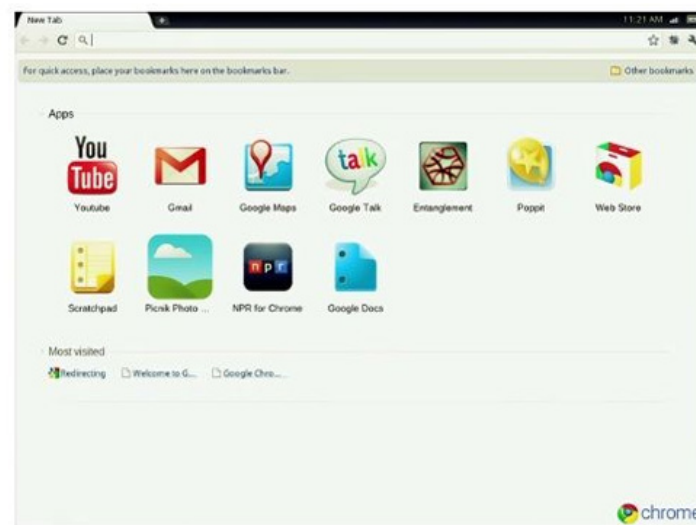 New Tab
11:21 AM
For quick access, place your bookmarks here on the bookmarks bar.
Other bookmarks
Apps
You
Tube
talk
Youtube
Gmail
Google Maps
Google Talk
Entanglement
Poppit
Web Store
npr
Scratchpad
Picnik Photo ...
NPR for Chrome
Google Docs
Most visited
Redirecting
Welcome to G...
Google Chro...
chrome